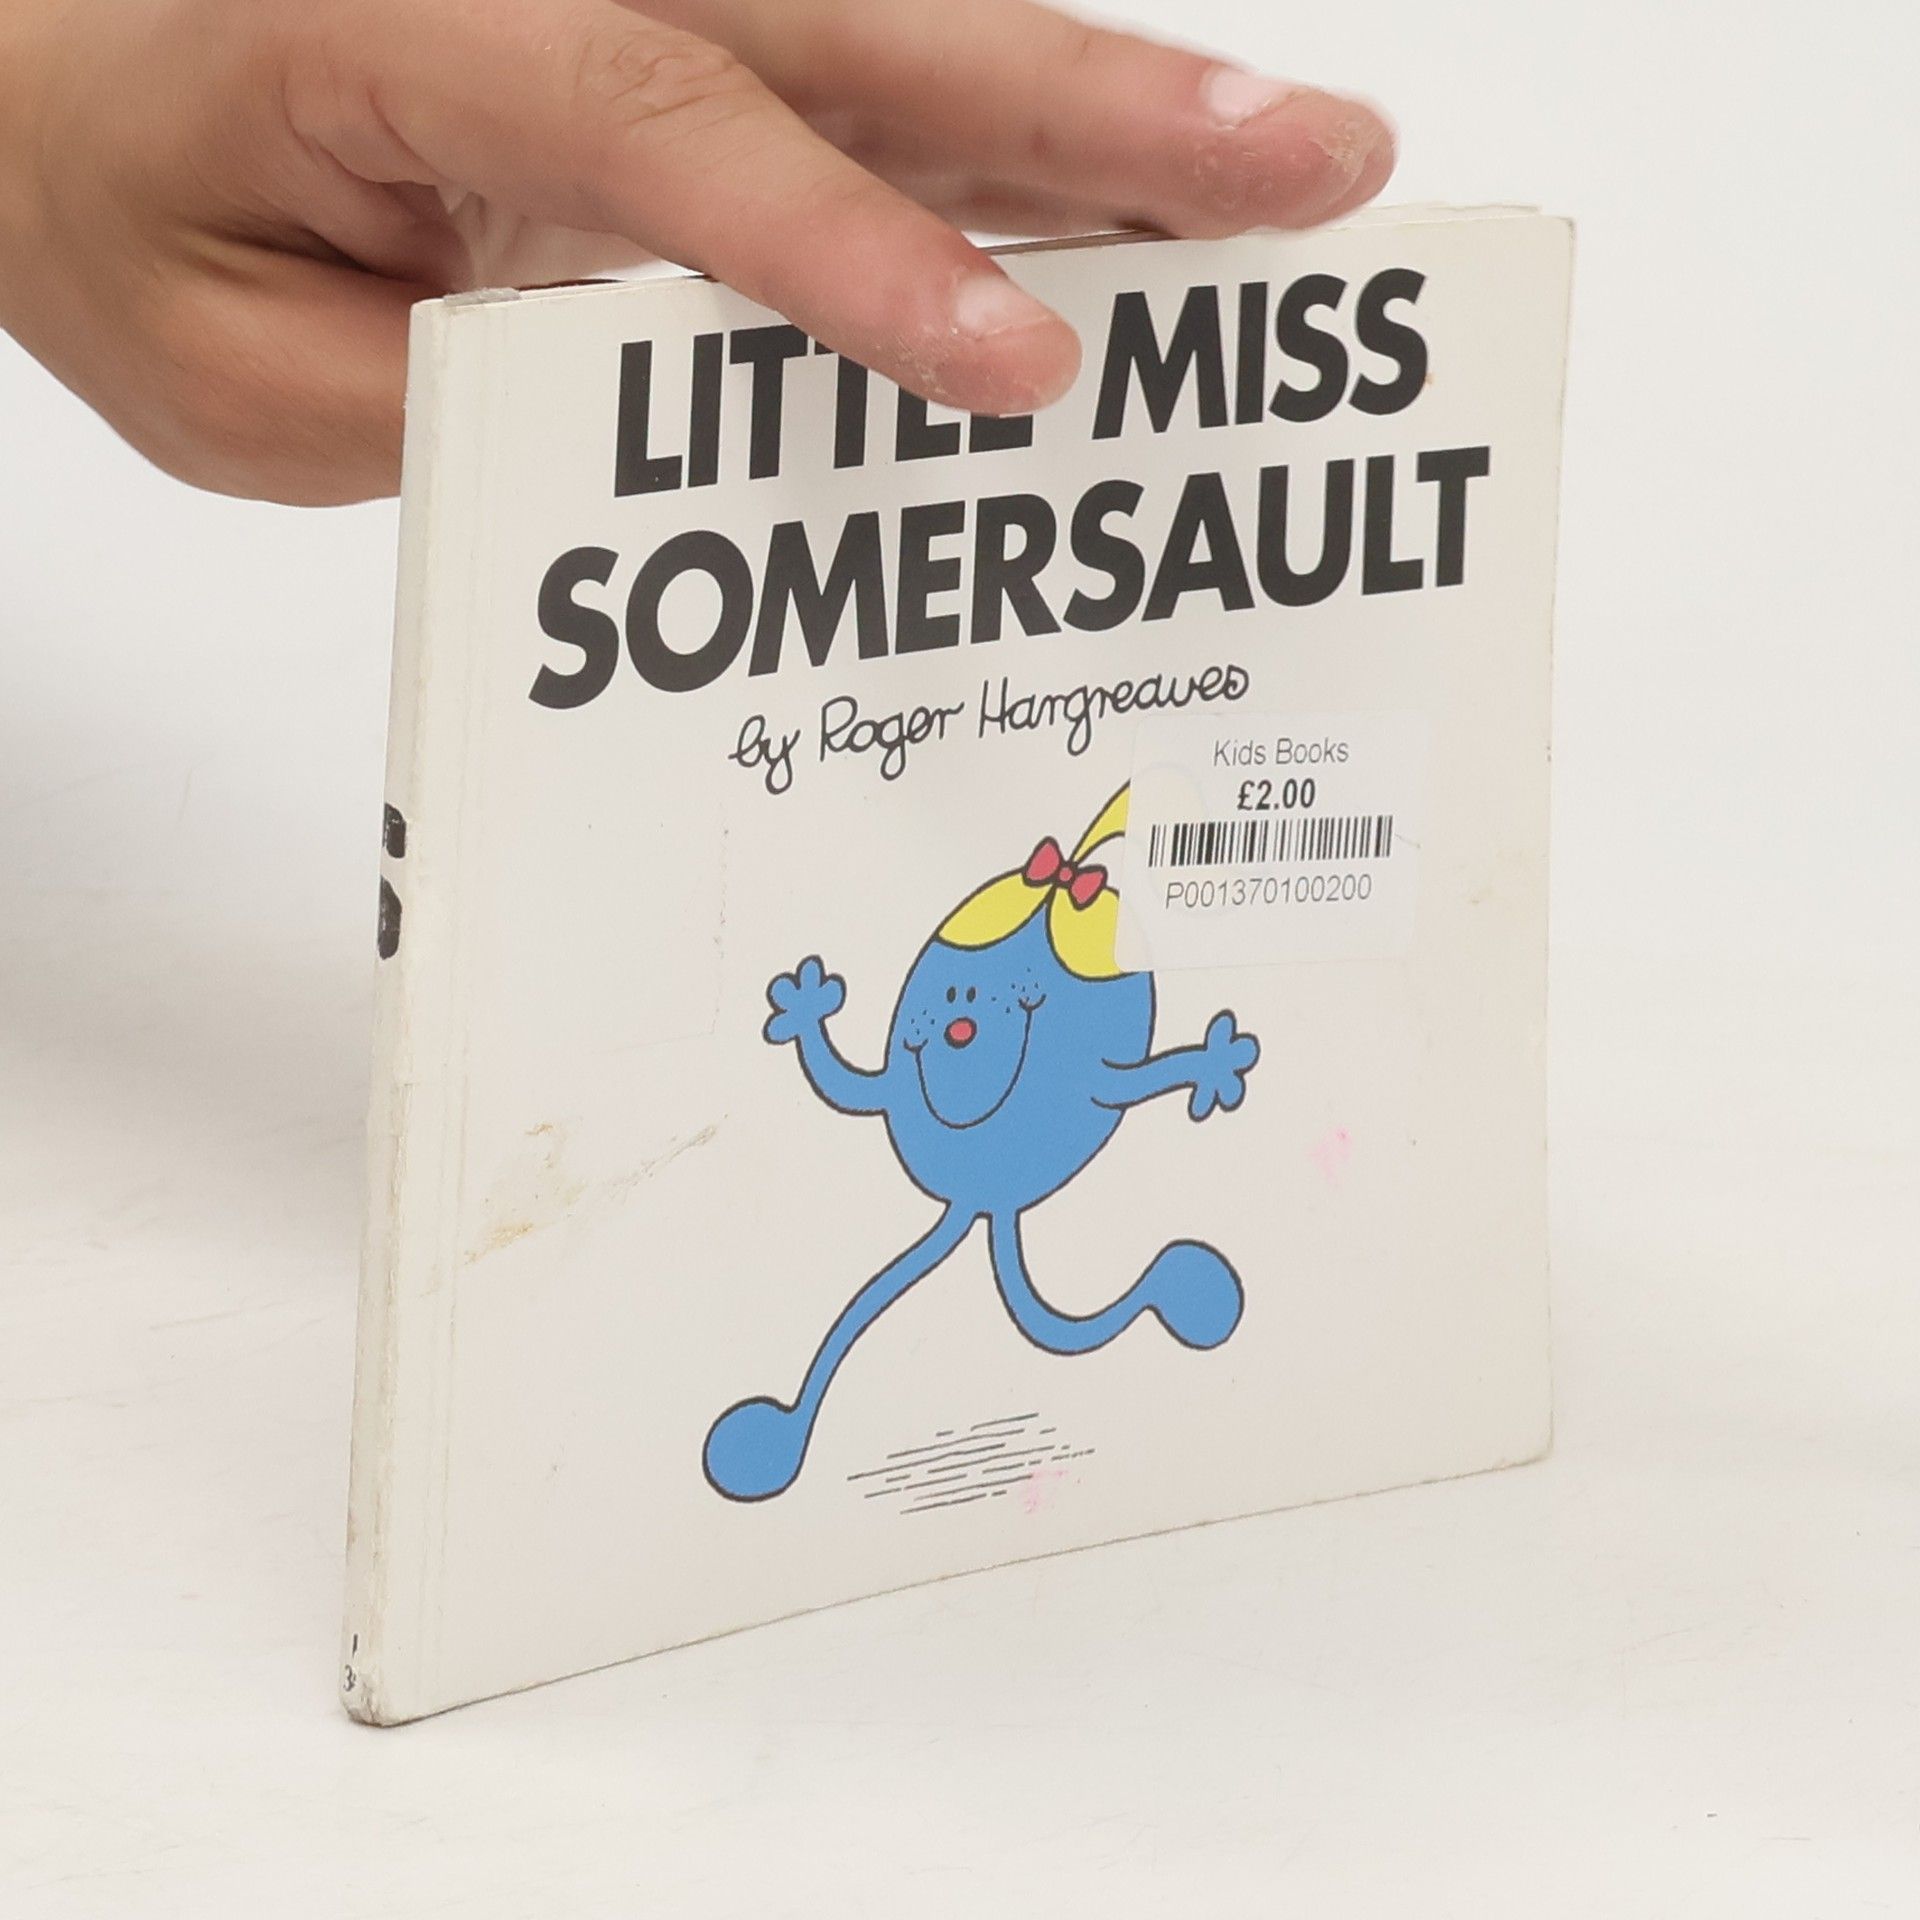 LITTLE MISS
SOMERSAULT
by Roger Hargreaves
Kids Books
£2.00
P001370100200